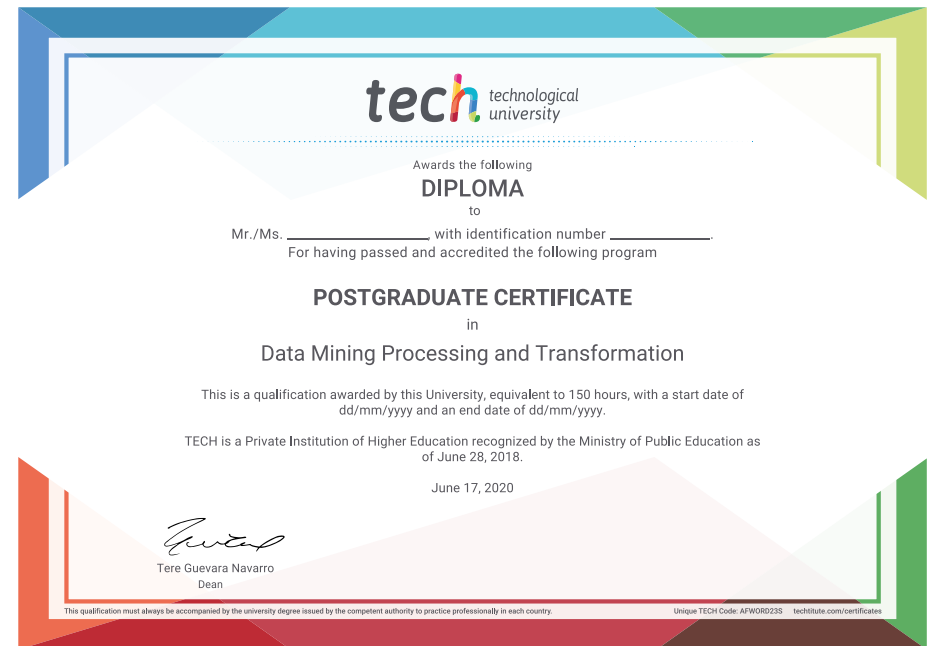 tech technological
university
Awards the following
DIPLOMA
to
Mr./Ms. ____________________, with identification number ______________.
For having passed and accredited the following program
POSTGRADUATE CERTIFICATE
in
Data Mining Processing and Transformation
This is a qualification awarded by this University, equivalent to 150 hours, with a start date of
dd/mm/yyyy and an end date of dd/mm/yyyy.
TECH is a Private Institution of Higher Education recognized by the Ministry of Public Education as
of June 28, 2018.
June 17, 2020
Tere Guevara Navarro
Dean
This qualification must always be accompanied by the university degree issued by the competent authority to practice professionally in each country. Unique TECH Code: AFWORD23S techtitute.com/certificates